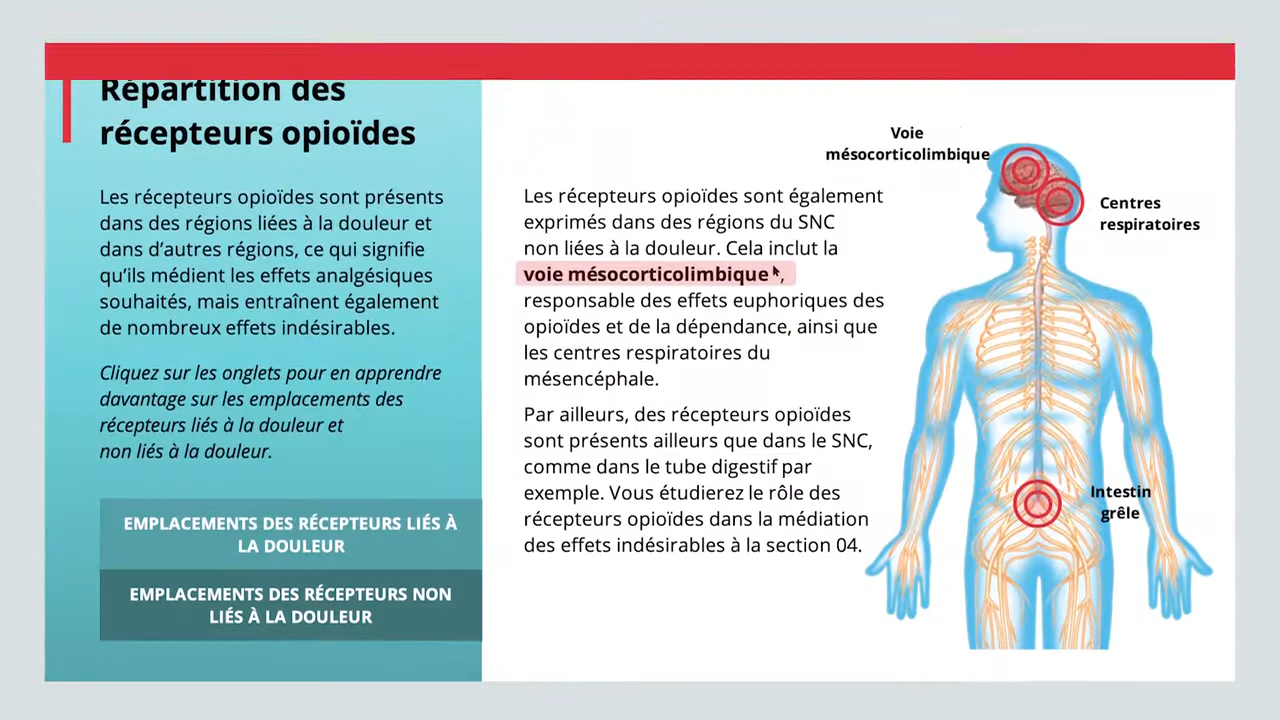 Répartition des
récepteurs opioïdes
Les récepteurs opioïdes sont présents
dans des régions liées à la douleur et
dans d’autres régions, ce qui signifie
qu’ils médient les effets analgésiques
souhaités, mais entraînent également
de nombreux effets indésirables.
Cliquez sur les onglets pour en apprendre
davantage sur les emplacements des
récepteurs liés à la douleur et
non liés à la douleur.
EMPLACEMENTS DES RÉCEPTEURS LIÉS À
LA DOULEUR
EMPLACEMENTS DES RÉCEPTEURS NON
LIÉS À LA DOULEUR
Les récepteurs opioïdes sont également
exprimés dans des régions du SNC
non liées à la douleur. Cela inclut la
voie mésocorticolimbique,
responsable des effets euphoriques des
opioïdes et de la dépendance, ainsi que
les centres respiratoires du
mésencéphale.
Par ailleurs, des récepteurs opioïdes
sont présents ailleurs que dans le SNC,
comme dans le tube digestif par
exemple. Vous étudierez le rôle des
récepteurs opioïdes dans la médiation
des effets indésirables à la section 04.
Voie
mésocorticolimbique
Centres
respiratoires
Intestin
grêle